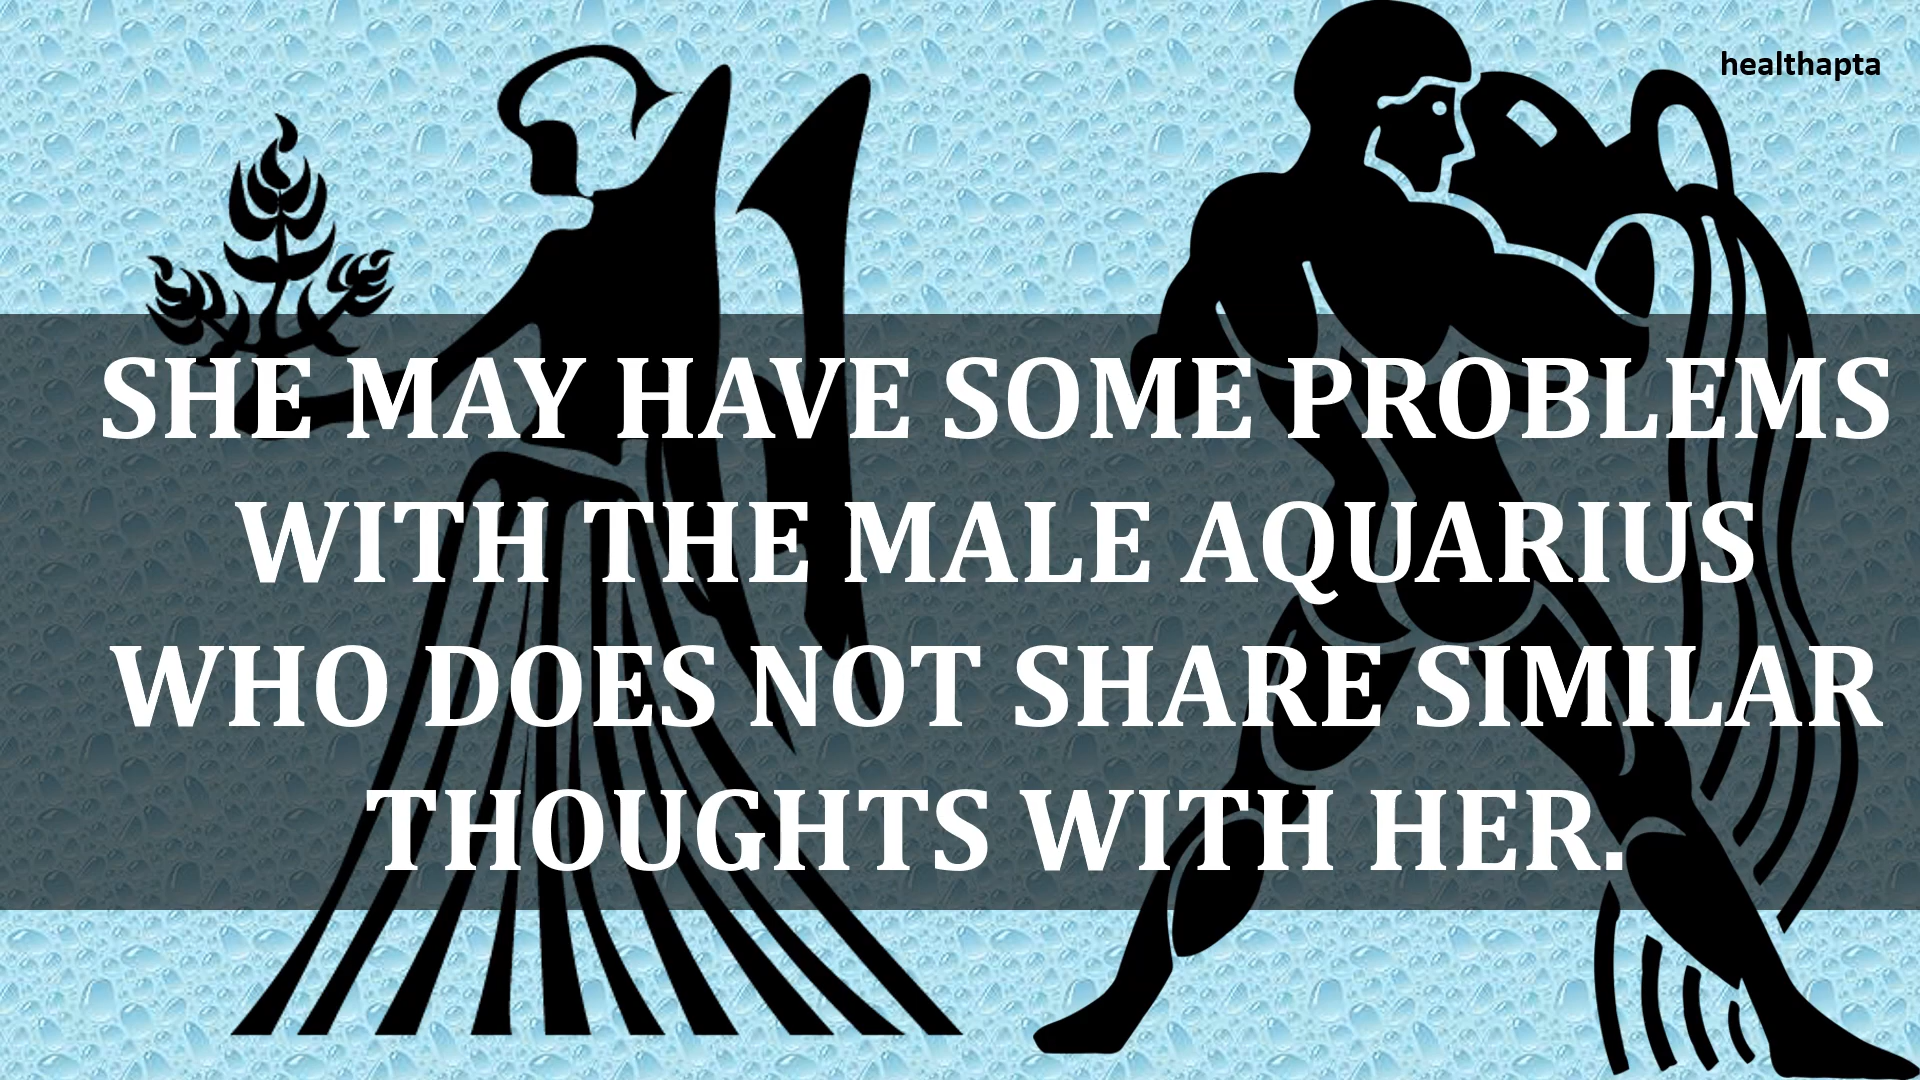 healthapta
SHE MAY HAVE SOME PROBLEMS
WITH THE MALE AQUARIUS
WHO DOES NOT SHARE SIMILAR
THOUGHTS WITH HER.